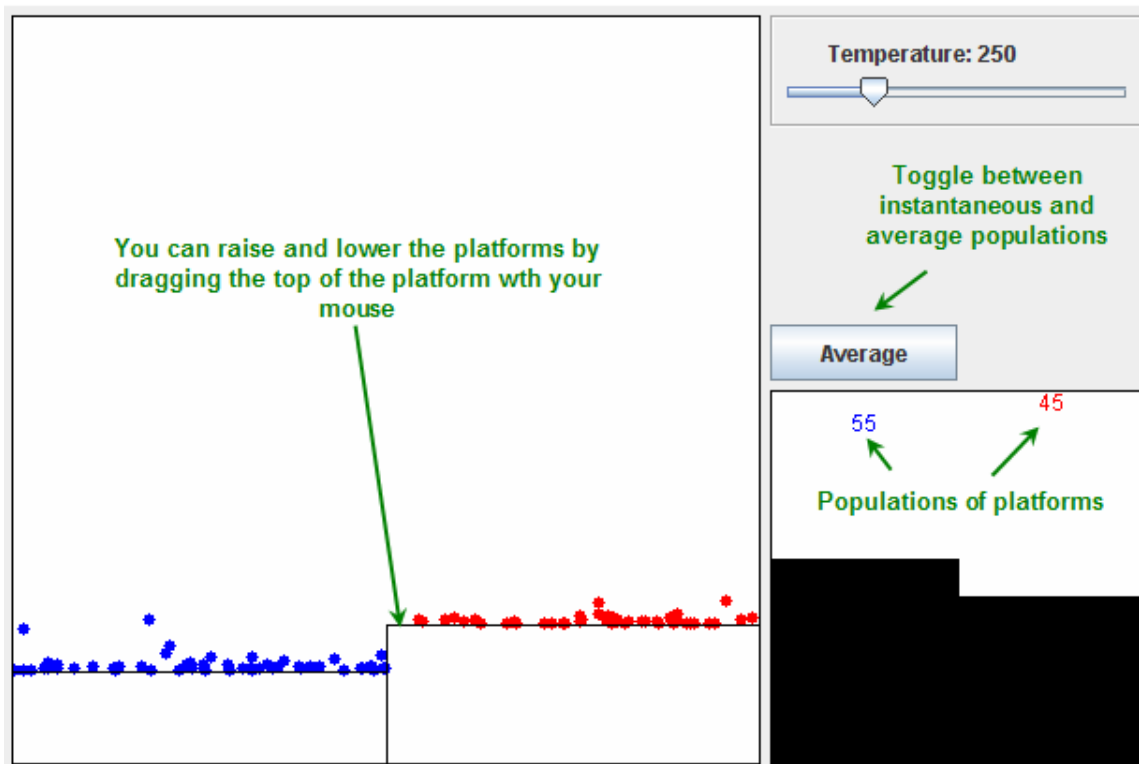 Temperature: 250
Toggle between
instantaneous and
average populations
You can raise and lower the platforms by
dragging the top of the platform wth your
mouse
Average
55
45
Populations of platforms